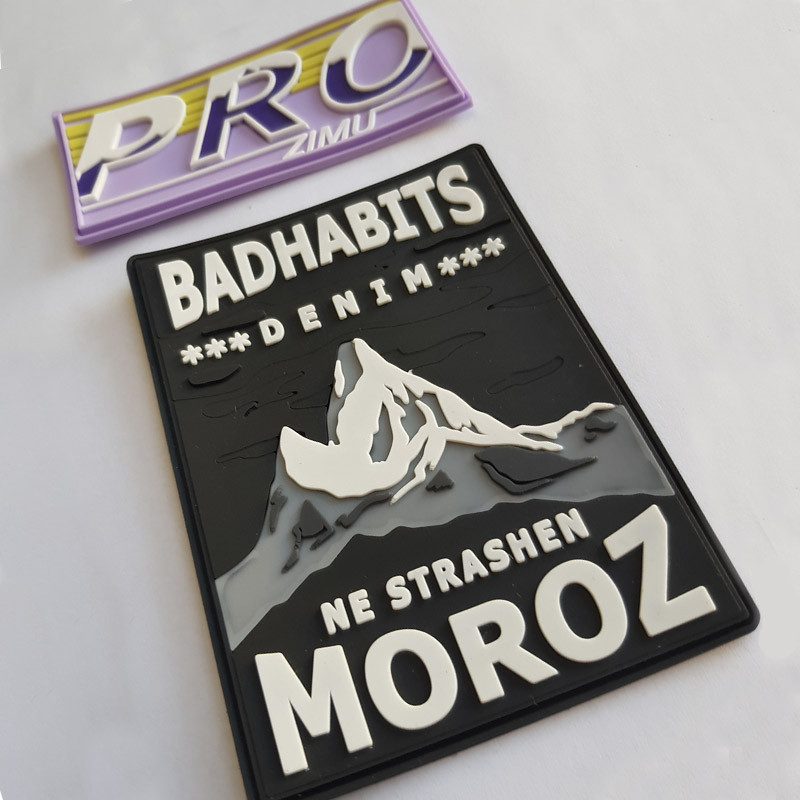 PRO
ZIMU
BADHABITS
***DENIM***
NE STRASHEN
MOROZ